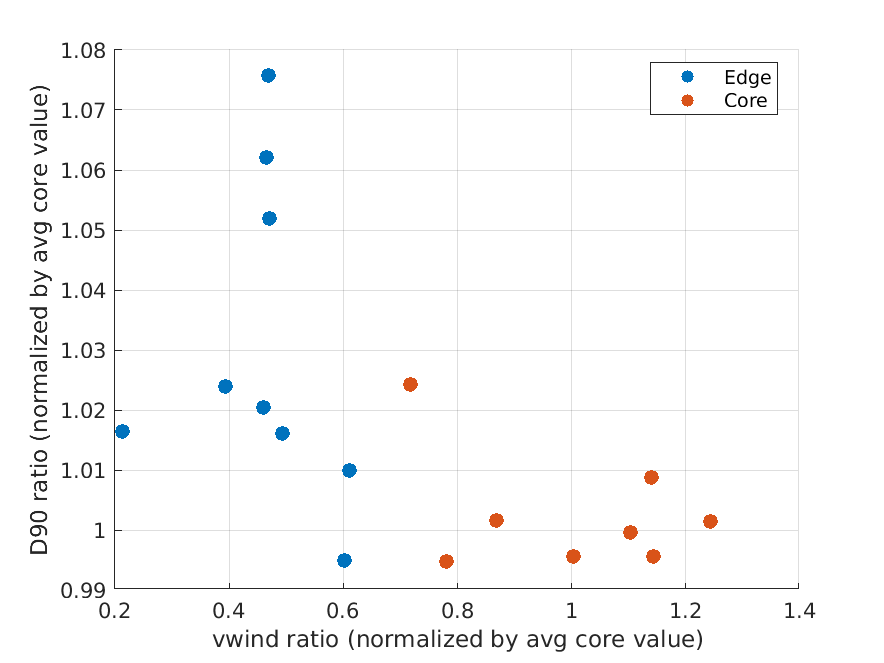 1.08
1.07
1.06
1.05
1.04
1.03
1.02
1.01
1
0.99
D90 ratio (normalized by avg core value)
Edge
Core
0.2 0.4 0.6 0.8 1 1.2 1.4
vwind ratio (normalized by avg core value)